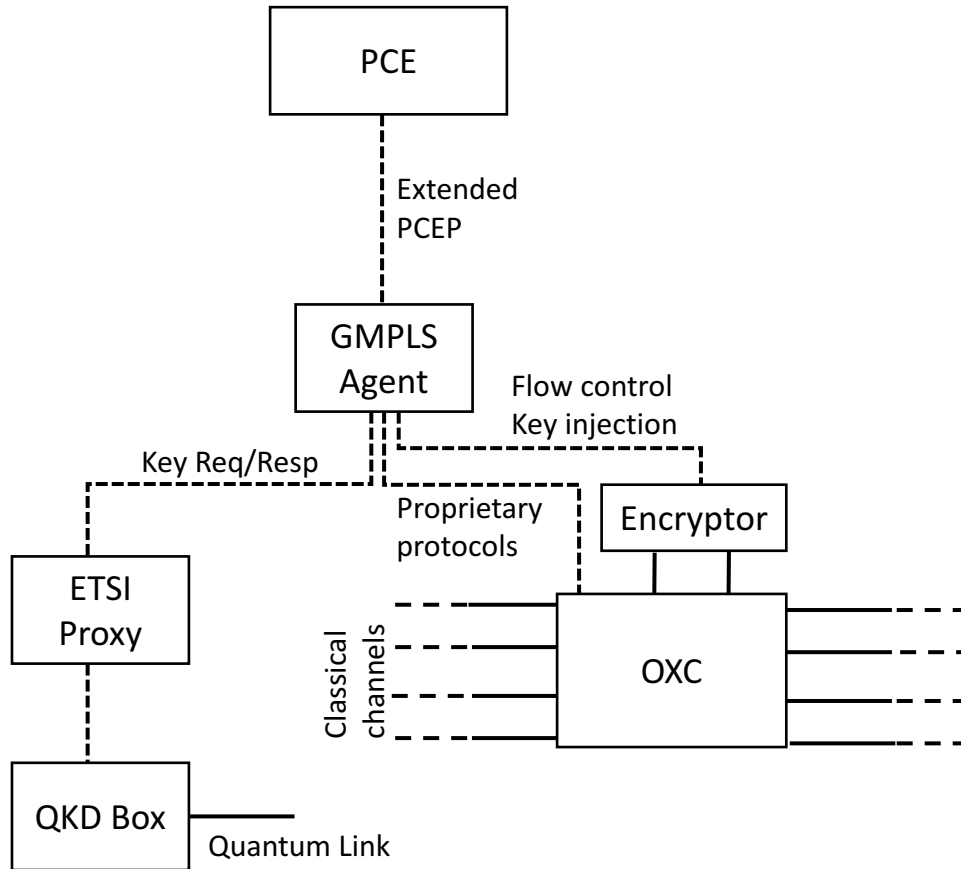 PCE
Extended
PCEP
GMPLS
Agent
Flow control
Key injection
Key Req/Resp
Proprietary
protocols
Encryptor
ETSI
Proxy
Classical
channels
OXC
QKD Box
Quantum Link